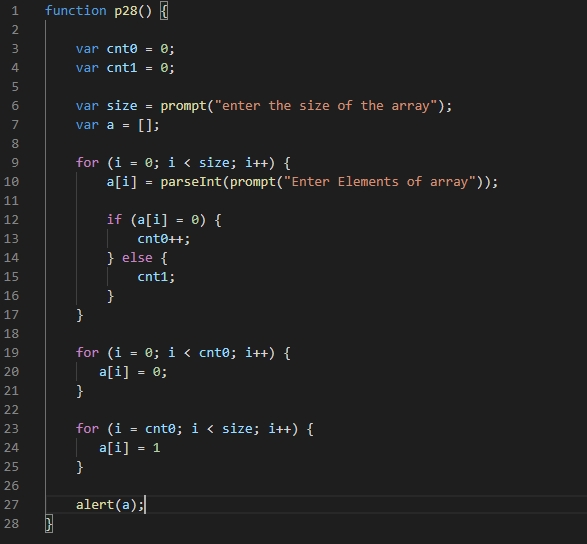 1 function p28() {
2
3 var cnt0 = 0;
4 var cnt1 = 0;
5
6 var size = prompt("enter the size of the array");
7 var a = [];
8
9 for (i = 0; i < size; i++) {
10 a[i] = parseInt(prompt("Enter Elements of array"));
11
12 if (a[i] = 0) {
13 cnt0++;
14 } else {
15 cnt1;
16 }
17 }
18
19 for (i = 0; i < cnt0; i++) {
20 a[i] = 0;
21 }
22
23 for (i = cnt0; i < size; i++) {
24 a[i] = 1
25 }
26
27 alert(a);
28 }